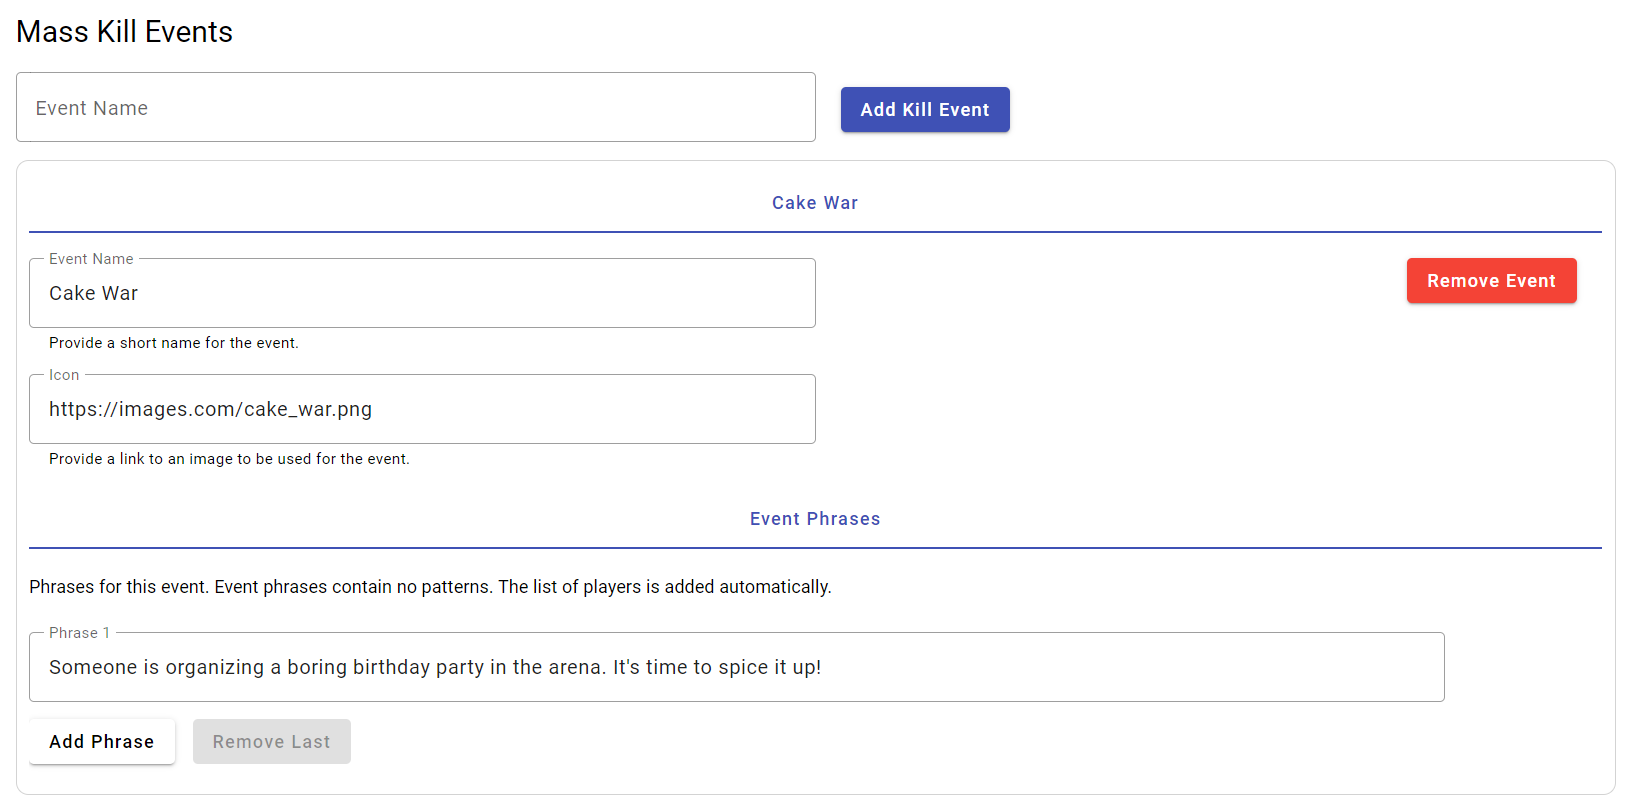 Mass Kill Events
Event Name
Add Kill Event
Cake War
Event Name
Cake War
Remove Event
Provide a short name for the event.
Icon
https://images.com/cake_war.png
Provide a link to an image to be used for the event.
Event Phrases
Phrases for this event. Event phrases contain no patterns. The list of players is added automatically.
Phrase 1
Someone is organizing a boring birthday party in the arena. It's time to spice it up!
Add Phrase
Remove Last